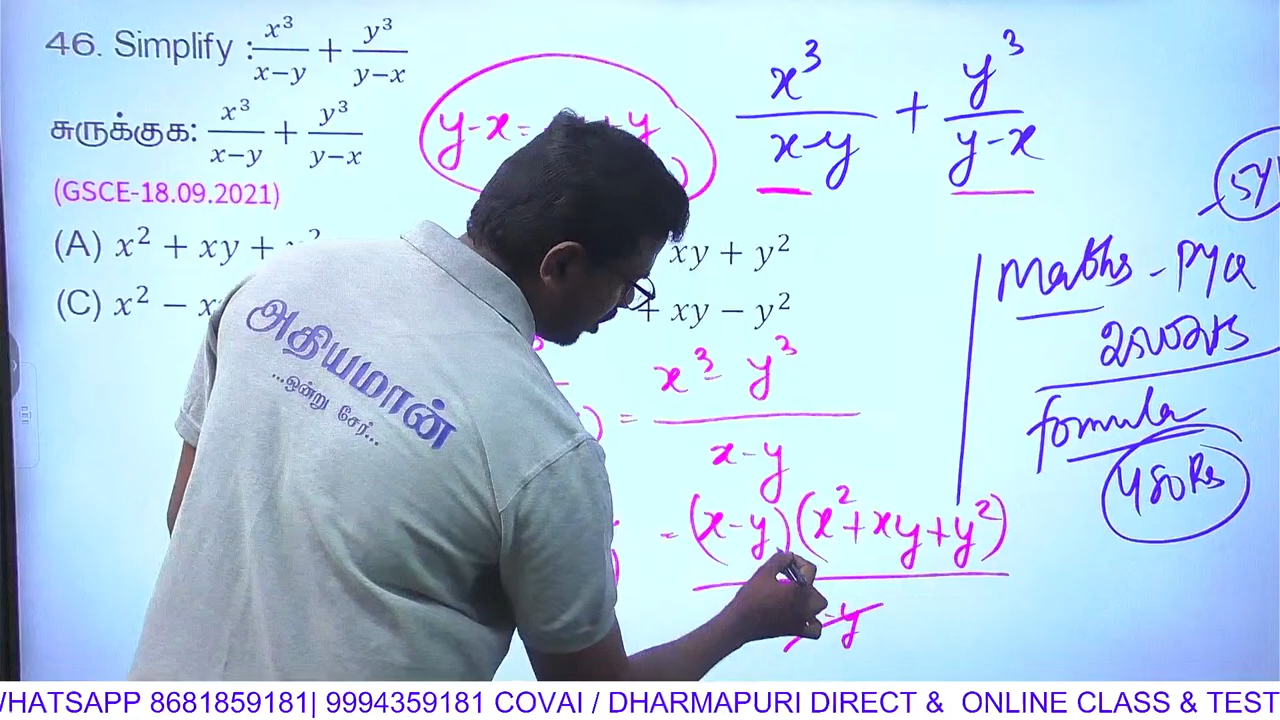 46. Simplify : x³/x−y + y³/y−x
சுருக்குக: x³/x−y + y³/y−x
(GSCE-18.09.2021)
(A) x² + xy +
xy + y²
(C) x² −
+ xy − y²
y-x=
+y
x³/x-y + y³/y-x
Maths - PYQ
formula
480Rs
= x³ y³/x-y
= (x-y)(x²+xy+y²)
-y
அதியமான்
...ஒன்று சேர்...
WHATSAPP 8681859181| 9994359181 COVAI / DHARMAPURI DIRECT & ONLINE CLASS & TEST